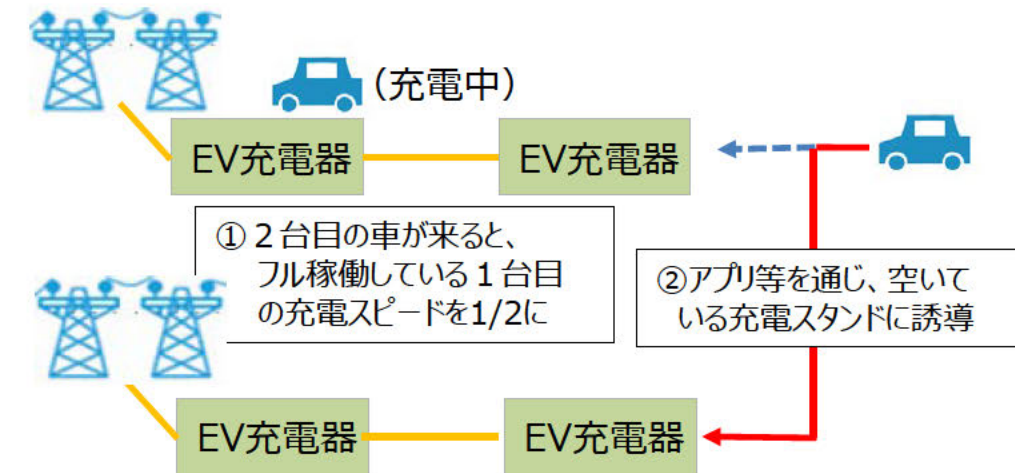 (充電中)
EV充電器
EV充電器
①２台目の車が来ると、
フル稼働している１台目
の充電スピードを1/2に
②アプリ等を通じ、空いて
いる充電スタンドに誘導
EV充電器
EV充電器